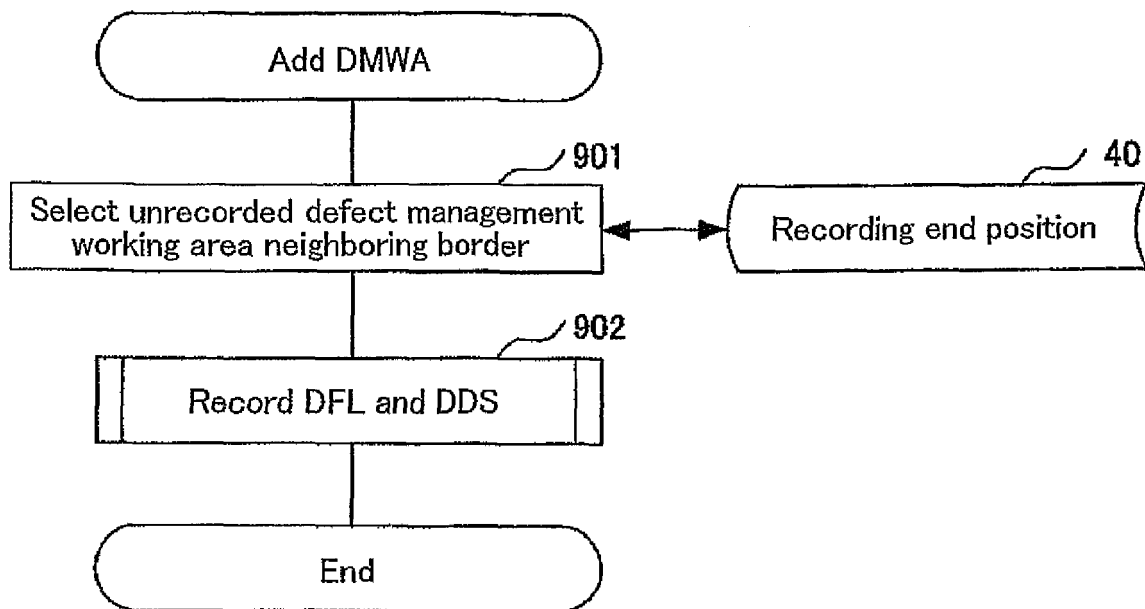 Add DMWA
901
Select unrecorded defect management
working area neighboring border
40
Recording end position
902
Record DFL and DDS
End